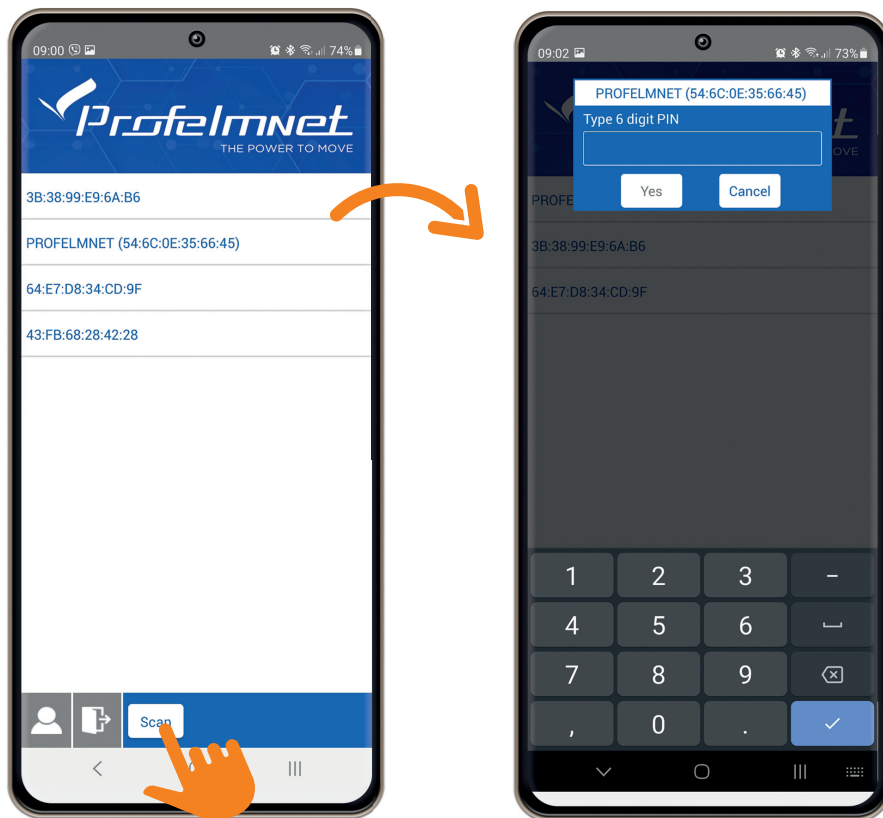 09:00
74%
Profelmnet
THE POWER TO MOVE
3B:38:99:E9:6A:B6
PROFELMNET (54:6C:0E:35:66:45)
64:E7:D8:34:CD:9F
43:FB:68:28:42:28
Scan
09:02
73%
PROFELMNET (54:6C:0E:35:66:45)
Type 6 digit PIN
Yes
Cancel
t
OVE
PROFE
3B:38:99:E9:6A:B6
64:E7:D8:34:CD:9F
1 2 3 -
4 5 6
7 8 9
, 0 .